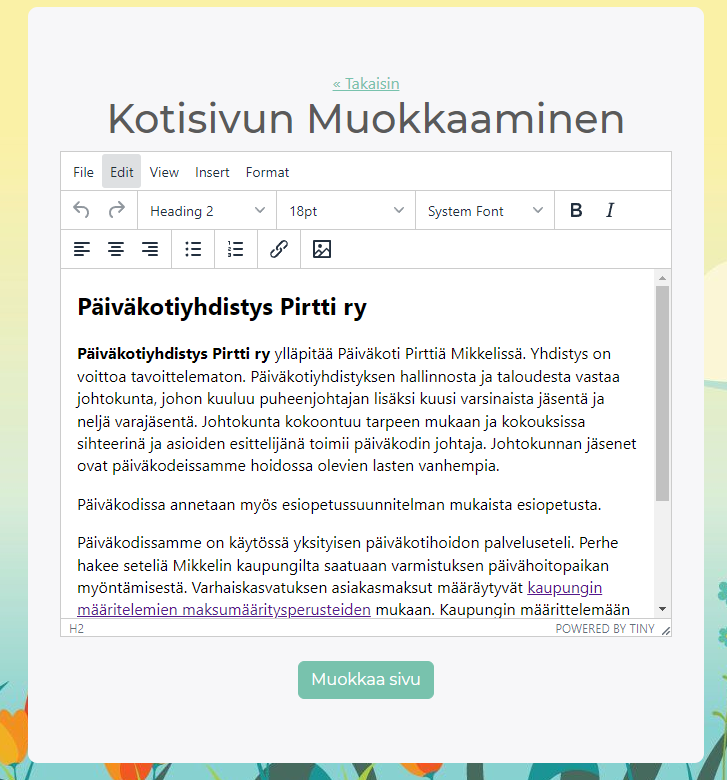 « Takaisin
Kotisivun Muokkaaminen
File Edit View Insert Format
Heading 2 18pt System Font B I
Päiväkotiyhdistys Pirtti ry
Päiväkotiyhdistys Pirtti ry ylläpitää Päiväkoti Pirttiä Mikkelissä. Yhdistys on
voittoa tavoittelematon. Päiväkotiyhdistyksen hallinnosta ja taloudesta vastaa
johtokunta, johon kuuluu puheenjohtajan lisäksi kuusi varsinaista jäsentä ja
neljä varajäsentä. Johtokunta kokoontuu tarpeen mukaan ja kokouksissa
sihteerinä ja asioiden esittelijänä toimii päiväkodin johtaja. Johtokunnan jäsenet
ovat päiväkodeissamme hoidossa olevien lasten vanhempia.
Päiväkodissa annetaan myös esiopetussuunnitelman mukaista esiopetusta.
Päiväkodissamme on käytössä yksityisen päiväkotihoidon palveluseteli. Perhe
hakee seteliä Mikkelin kaupungilta saatuaan varmistuksen päivähoitopaikan
myöntämisestä. Varhaiskasvatuksen asiakasmaksut määräytyvät kaupungin
määritelemien maksumääritysperusteiden mukaan. Kaupungin määrittelemään
H2 POWERED BY TINY
Muokkaa sivu